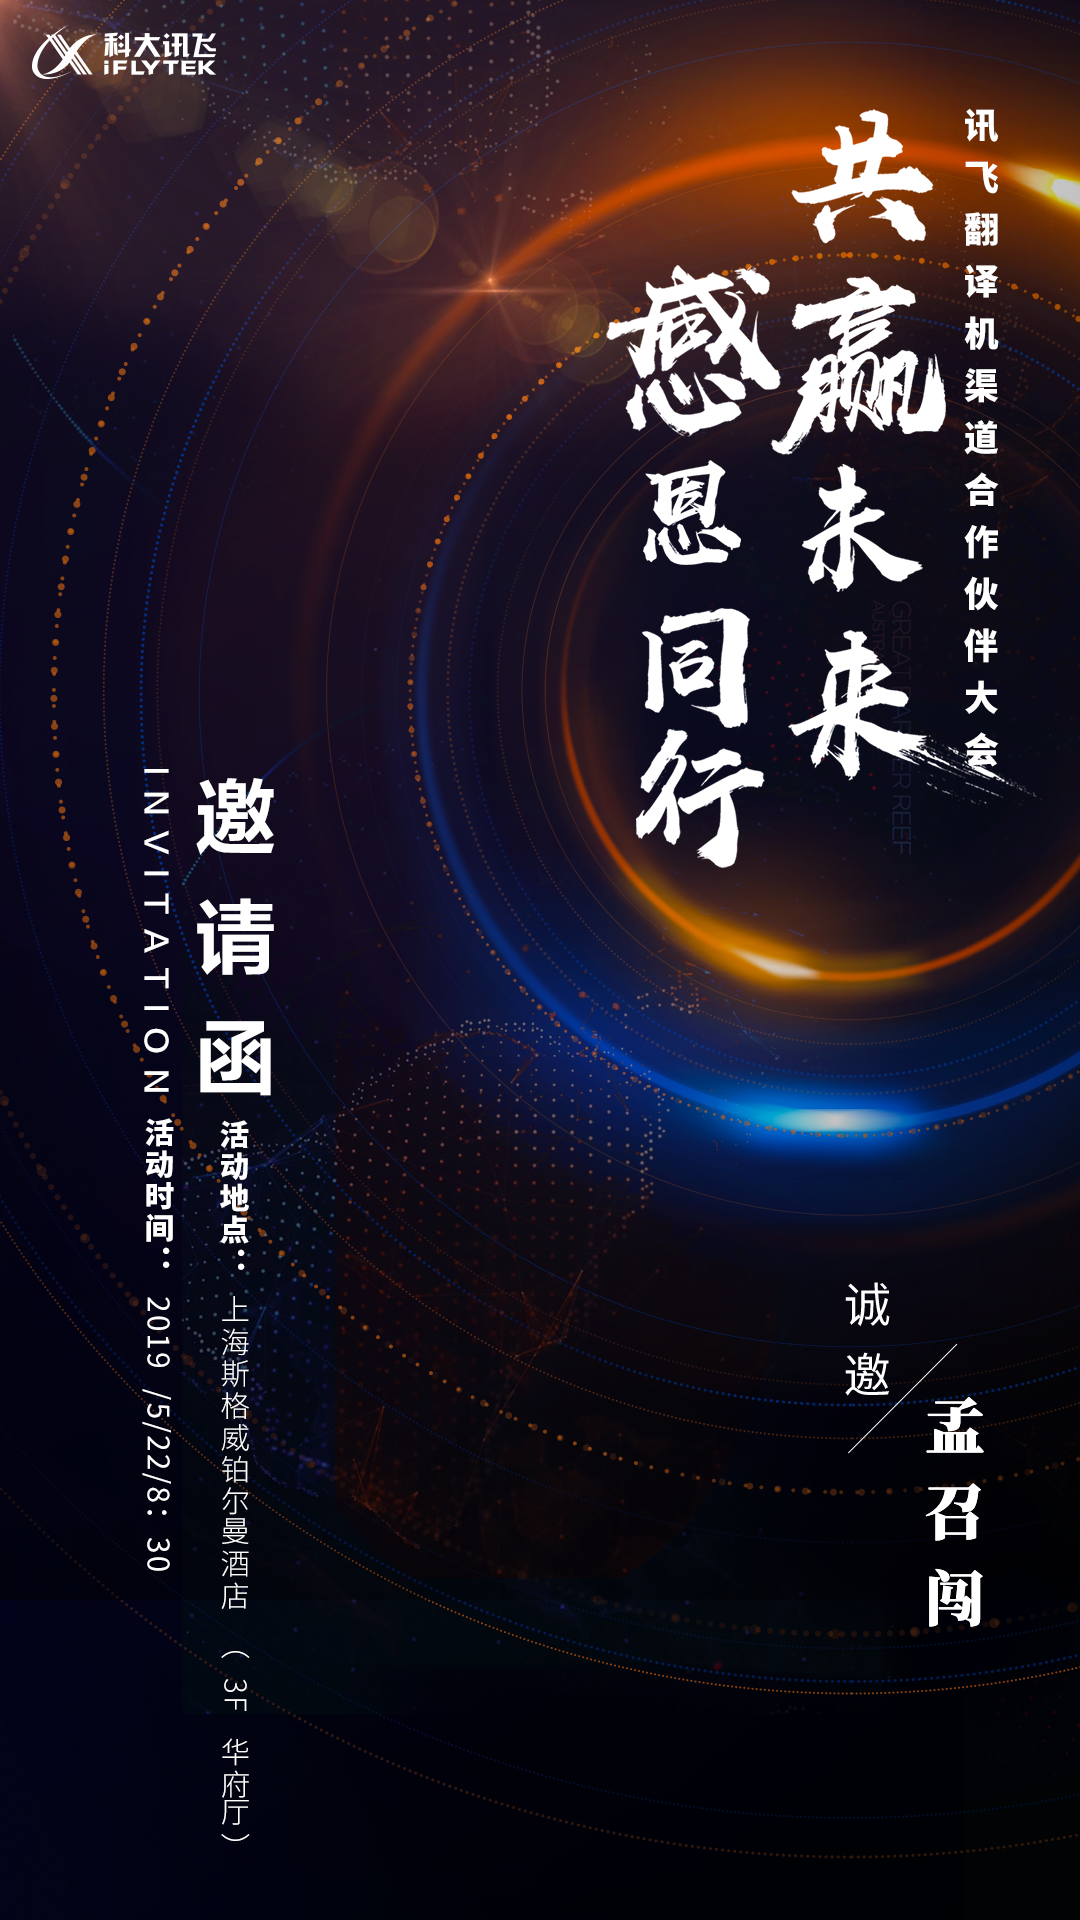 科大讯飞
iFLYTEK
讯飞翻译机渠道合作伙伴大会
共赢未来
感恩同行
邀请函
INVITATION
活动地点：上海斯格威铂尔曼酒店（3F 华府厅）
活动时间：2019 /5/22/8：30
诚邀
孟召闯